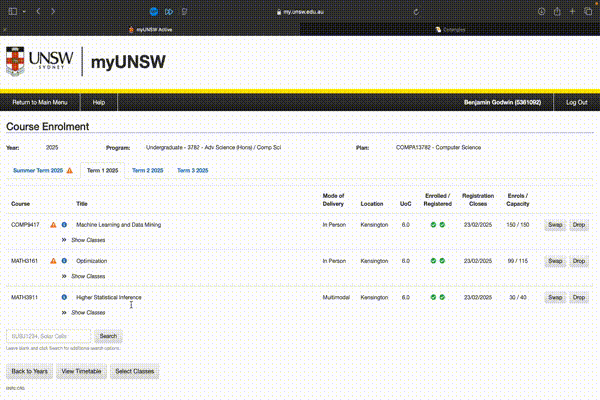 my.unsw.edu.au
myUNSW Active
UNSW
SYDNEY
myUNSW
Return to Main Menu
Help
Benjamin Godwin (5361092)
Log Out
Course Enrolment
Year: 2025 Program: Undergraduate - 3782 - Adv Science (Hons) / Comp Sci Plan: COMPA13782 - Computer Science
Summer Term 2025 Term 1 2025 Term 2 2025 Term 3 2025
Course Title Mode of Delivery Location UoC Enrolled / Registered Registration Closes Enrols / Capacity
COMP9417 Machine Learning and Data Mining In Person Kensington 6.0 23/02/2025 150 / 150 Swap Drop
Show Classes
MATH3161 Optimization In Person Kensington 6.0 23/02/2025 99 / 115 Swap Drop
Show Classes
MATH3911 Higher Statistical Inference Multimodal Kensington 6.0 23/02/2025 30 / 40 Swap Drop
Show Classes
Search
Leave blank and click Search for additional search options.
Back to Years View Timetable Select Classes